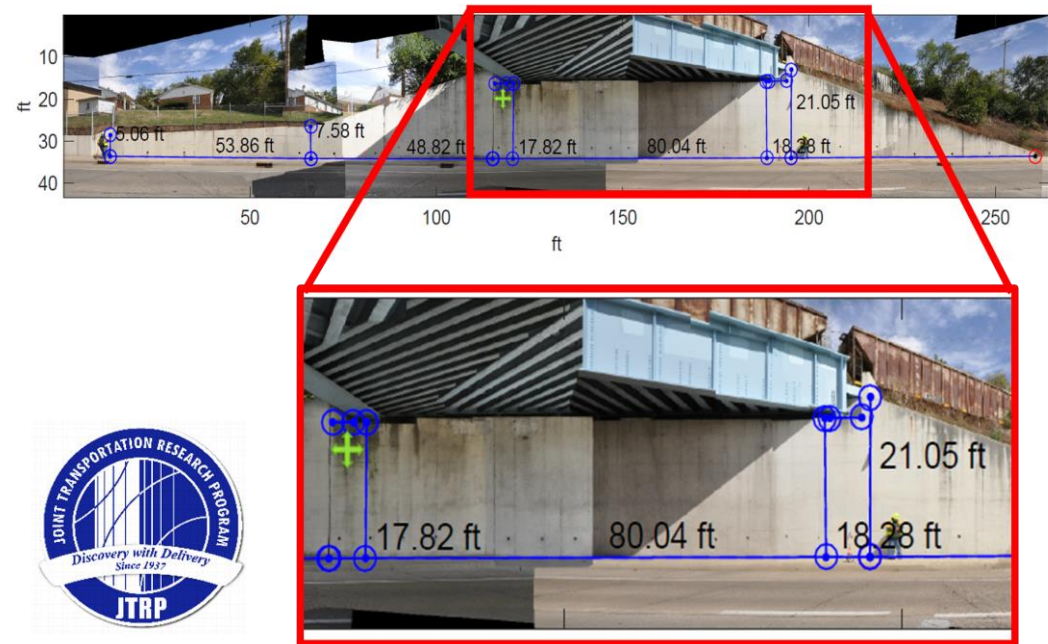 10
20
30
40
ft
5.06 ft
53.86 ft
7.58 ft
48.82 ft
17.82 ft
80.04 ft
18.28 ft
21.05 ft
50
100
150
200
250
ft
21.05 ft
17.82 ft
80.04 ft
18.28 ft
JOINT TRANSPORTATION RESEARCH PROGRAM
Discovery with Delivery
Since 1937
JTRP